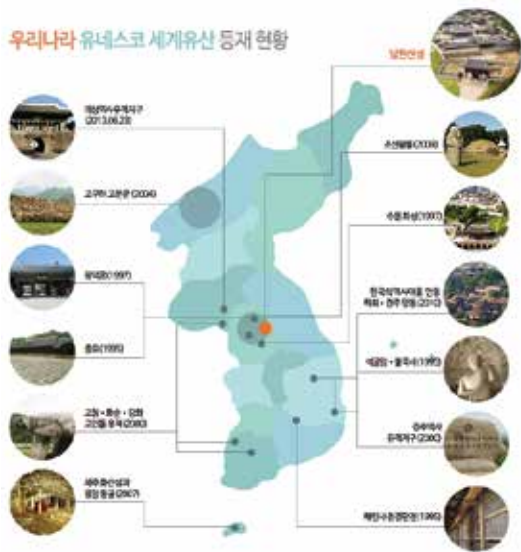 우리나라 유네스코 세계유산 등재 현황
남한산성
개성역사유적지구
(2013.06.23)
조선왕릉(2009)
고구려 고분군(2004)
수원화성(1997)
창덕궁(1997)
한국의역사마을 안동
하회・경주 양동(2010)
종묘(1995)
석굴암・불국사(1995)
고창・화순・강화
고인돌 유적(2000)
경주역사
유적지구(2000)
제주화산섬과
용암 동굴(2007)
해인사장경판전(1995)